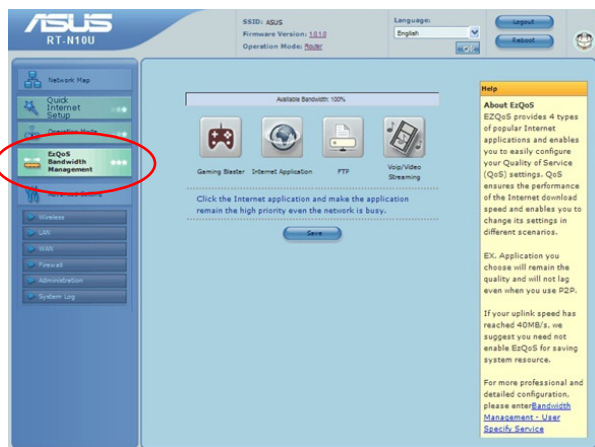 ASUS
RT-N10U
SSID: ASUS
Firmware Version: 1.0.1.0
Operation Mode: Router
Language:
English
Logout
Reboot
Network Map
Quick
Internet
Setup
Operation Mode
EzQoS
Bandwidth
Management
Advanced Setting
Wireless
LAN
WAN
Firewall
Administration
System Log
Available Bandwidth: 100%
Gaming Blaster
Internet Application
FTP
Voip/Video
Streaming
Click the Internet application and make the application
remain the high priority even the network is busy.
Save
Help
About EzQoS
EZQoS provides 4 types
of popular Internet
applications and enables
you to easily configure
your Quality of Service
(QoS) settings. QoS
ensures the performance
of the Internet download
speed and enables you to
change its settings in
different scenarios.
EX. Application you
choose will remain the
quality and will not lag
even when you use P2P.
If your uplink speed has
reached 40MB/s, we
suggest you need not
enable EzQoS for saving
system resource.
For more professional and
detailed configuration,
please enterBandwidth
Management - User
Specify Service